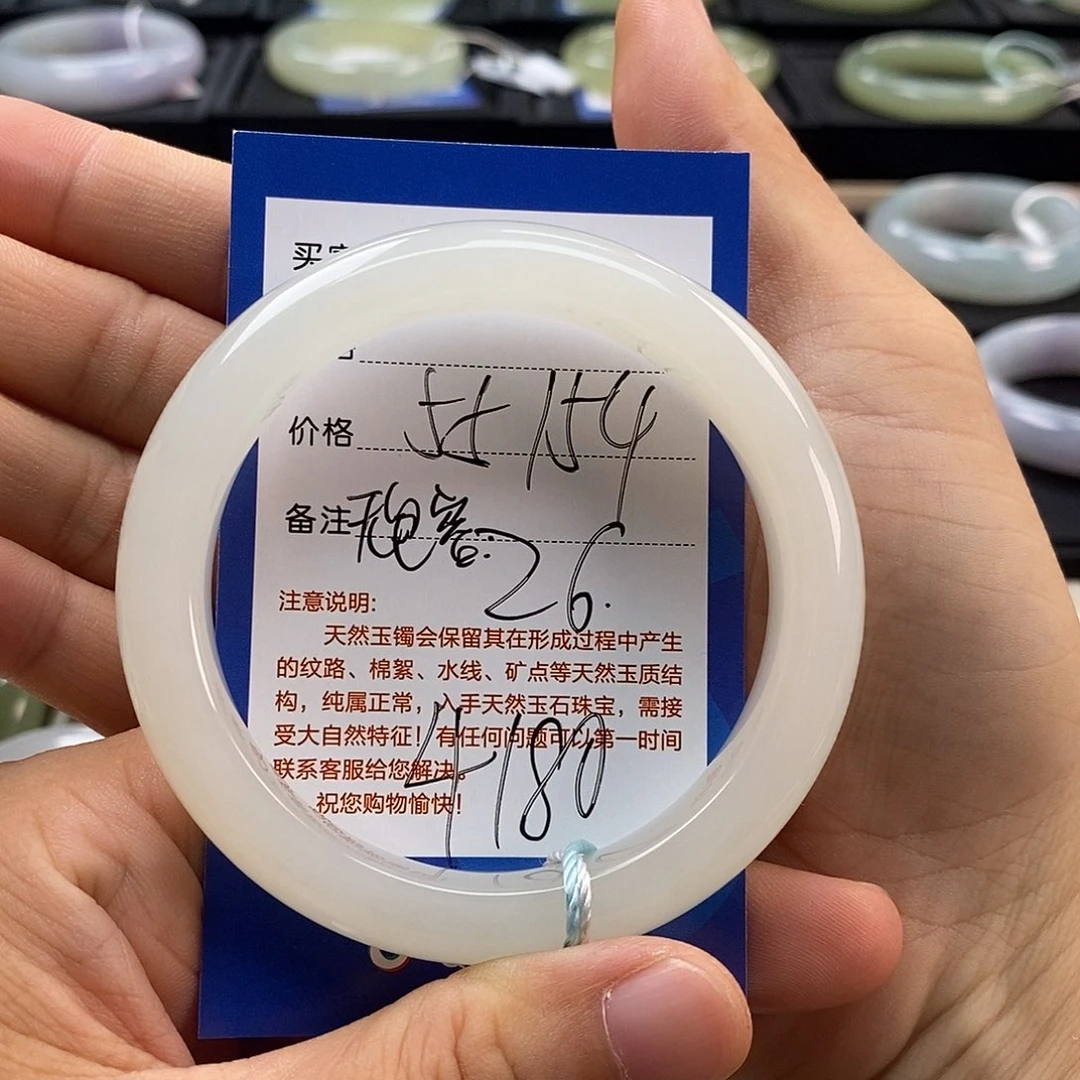 买
价格 55 154
备注 26.
注意说明:
天然玉镯会保留其在形成过程中产生
的纹路、棉絮、水线、矿点等天然玉质结
构，纯属正常，入手天然玉石珠宝，需接
受大自然特征！有任何问题可以第一时间
联系客服给您解决。
祝您购物愉快！
4180